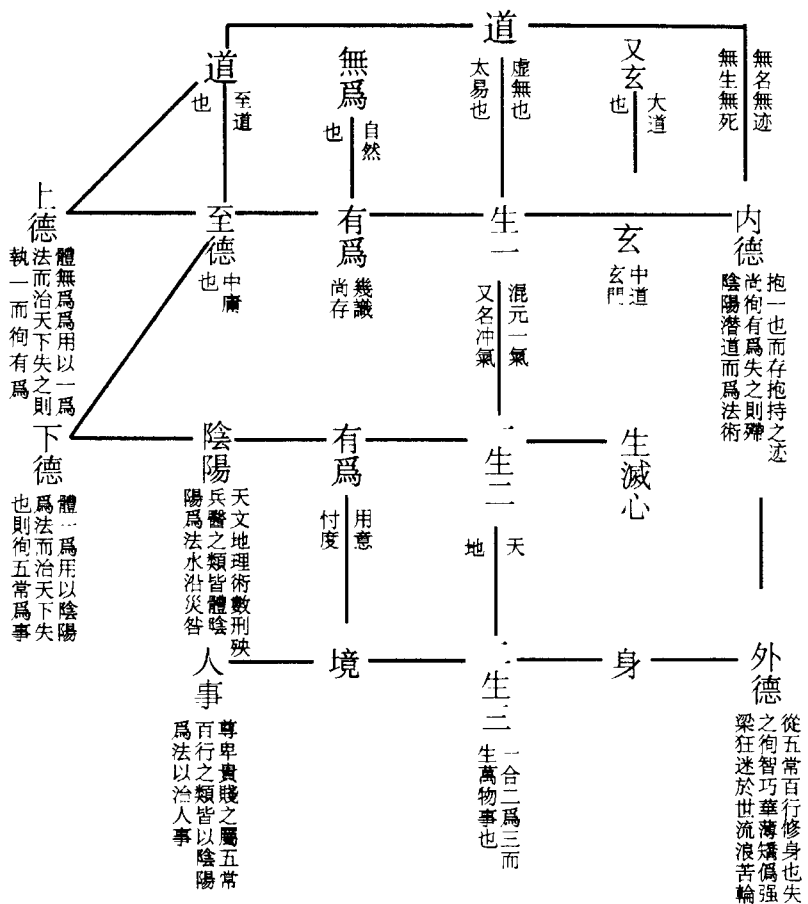 道
虛無也
太易也
無名無迹
無生無死
又玄
大道
也
無爲
自然
也
道
至道
也
內德
抱一也而存抱持之迹
尚徇有爲失之則殢
陰陽潛道而爲法術
玄
中道
玄門
生一
混元一氣
又名冲氣
有爲
幾識
尚存
至德
中庸
也
上德
體無爲爲用以一爲
法而治天下失之則
執一而徇有爲
生滅心
一生二
天
地
有爲
用意
忖度
陰陽
天文地理術數刑殃
兵醫之類皆體陰
陽爲法水沿災咎
下德
體一爲用以陰陽
爲法而治天下失
也則徇五常爲事
外德
從五常百行修身也失
之徇智巧華薄矯僞强
梁狂迷於世流浪苦輪
身
二生三
一合二爲三而
生萬物事也
境
人事
尊卑貴賤之屬五常
百行之類皆以陰陽
爲法以治人事